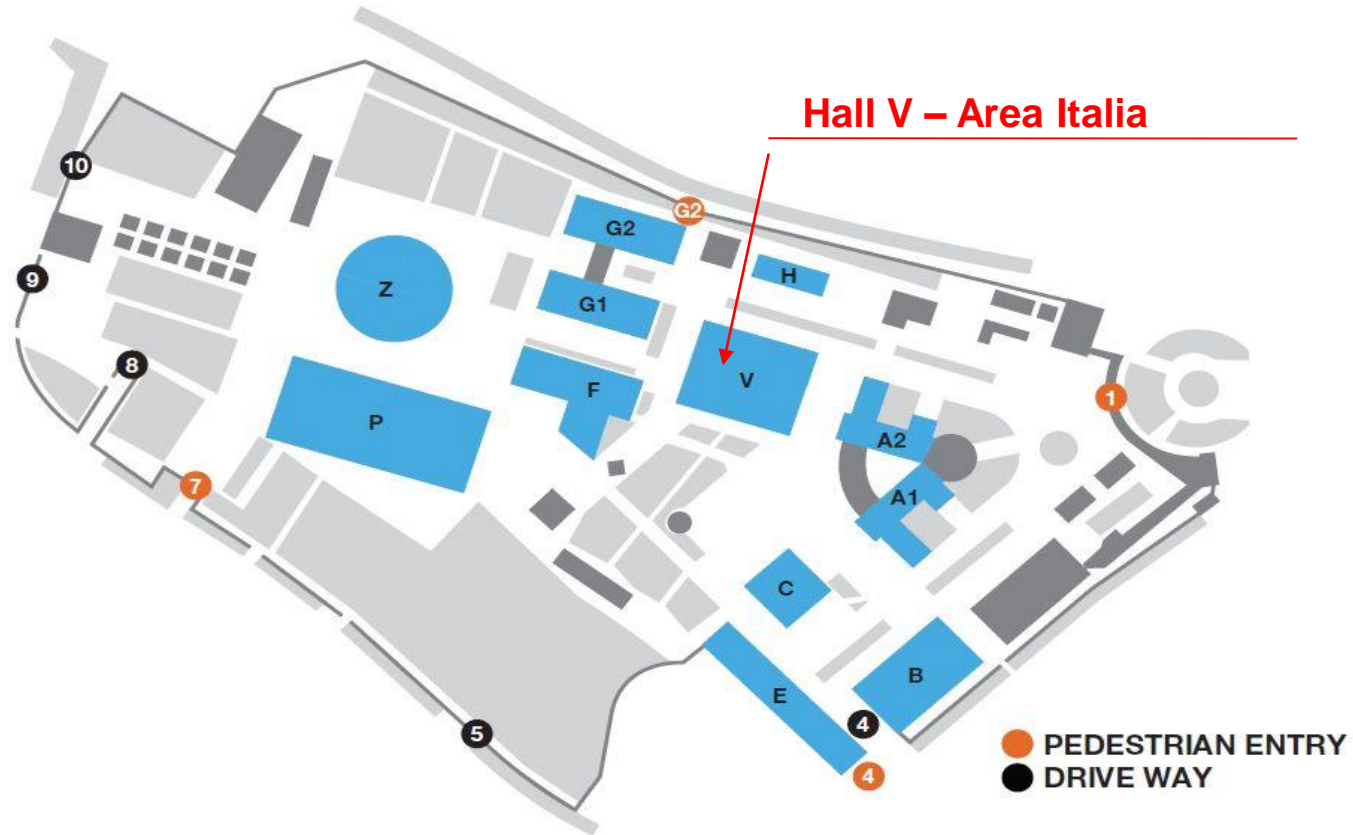 Hall V – Area Italia
10
G2
G2
H
9
Z
G1
8
F
V
1
P
A2
7
A1
C
B
E
4
5
4
PEDESTRIAN ENTRY
DRIVE WAY